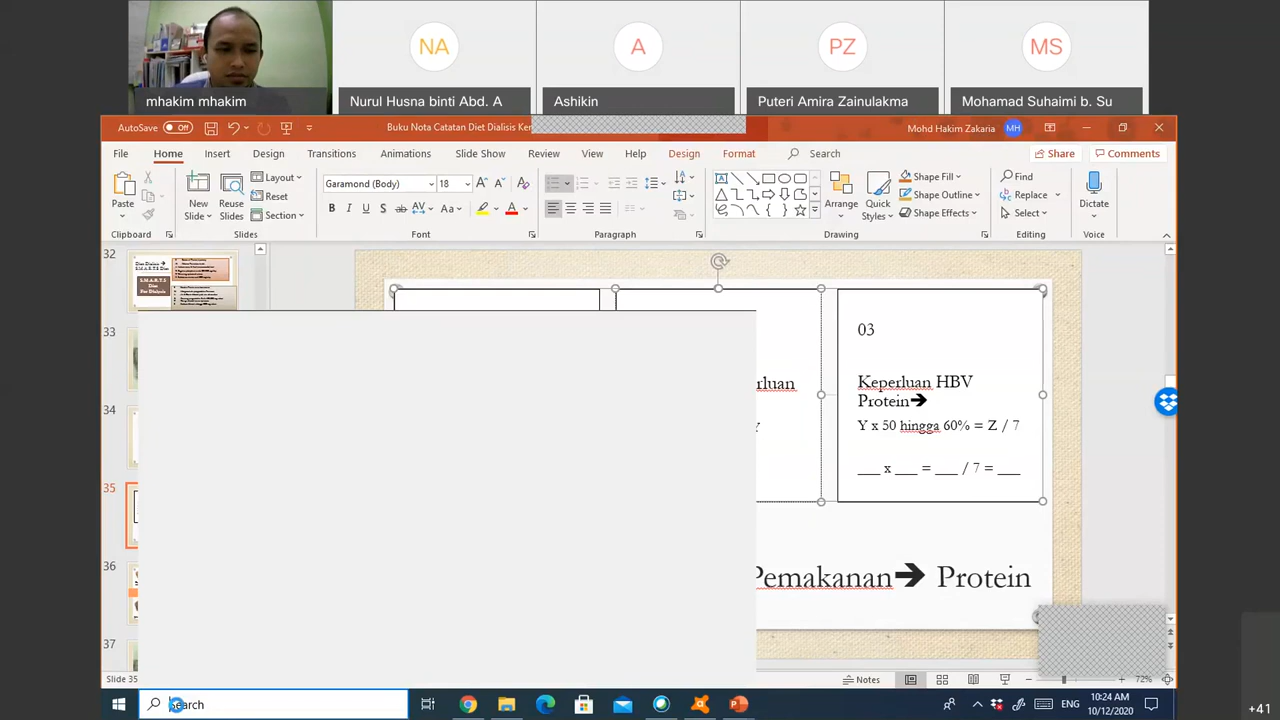 NA
A
PZ
MS
mhakim mhakim
Nurul Husna binti Abd. A
Ashikin
Puteri Amira Zainulakma
Mohamad Suhaimi b. Su
AutoSave Off
Buku Nota Catatan Diet Dialisis
Mohd Hakim Zakaria MH
File Home Insert Design Transitions Animations Slide Show Review View Help Design Format Search
Share Comments
Paste
New Slide
Reuse Slides
Layout
Reset
Section
Garamond (Body) 18
Arrange
Quick Styles
Shape Fill
Shape Outline
Shape Effects
Find
Replace
Select
Dictate
Clipboard Slides Font Paragraph Drawing Editing Voice
32
S.M.A.R.T.S
Diet
For Dialysis
33
34
35
36
37
03
Keperluan HBV
Protein➔
Y x 50 hingga 60% = Z / 7
___ x ___ = ___ / 7 = ___
Pemakanan➔ Protein
Slide 35
Notes
72%
Search
ENG
10:24 AM
10/12/2020
+41